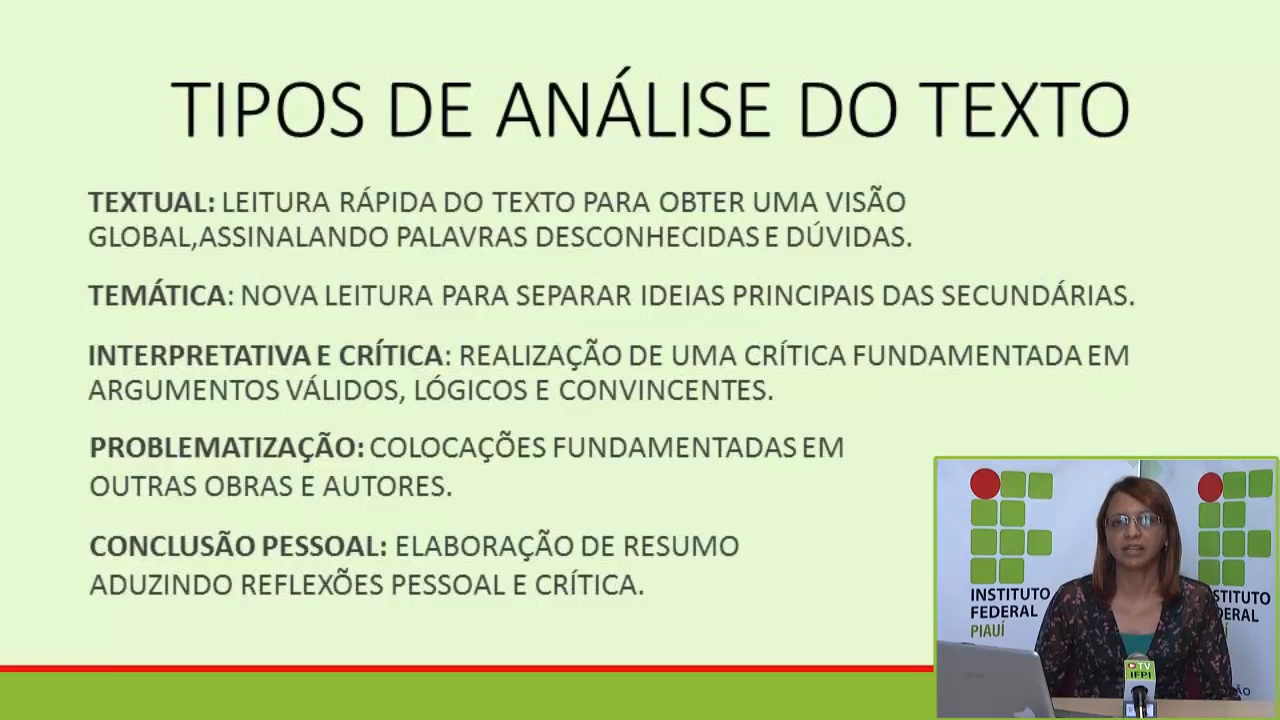 TIPOS DE ANÁLISE DO TEXTO
TEXTUAL: LEITURA RÁPIDA DO TEXTO PARA OBTER UMA VISÃO
GLOBAL,ASSINALANDO PALAVRAS DESCONHECIDAS E DÚVIDAS.
TEMÁTICA: NOVA LEITURA PARA SEPARAR IDEIAS PRINCIPAIS DAS SECUNDÁRIAS.
INTERPRETATIVA E CRÍTICA: REALIZAÇÃO DE UMA CRÍTICA FUNDAMENTADA EM
ARGUMENTOS VÁLIDOS, LÓGICOS E CONVINCENTES.
PROBLEMATIZAÇÃO: COLOCAÇÕES FUNDAMENTADAS EM
OUTRAS OBRAS E AUTORES.
CONCLUSÃO PESSOAL: ELABORAÇÃO DE RESUMO
ADUZINDO REFLEXÕES PESSOAL E CRÍTICA.
INSTITUTO
FEDERAL
PIAUÍ
STITUTO
DERAL
Í
TV
IFPI